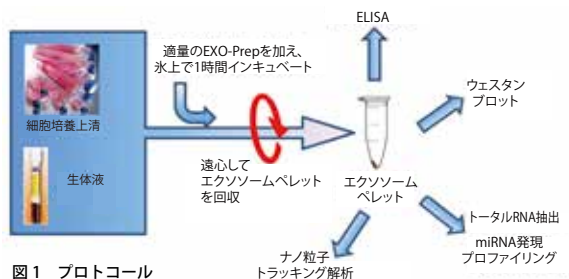 ELISA
適量のEXO-Prepを加え、
氷上で1時間インキュベート
ウェスタン
ブロット
細胞培養上清
生体液
遠心して
エクソソームペレット
を回収
エクソソーム
ペレット
トータルRNA抽出
miRNA発現
プロファイリング
ナノ粒子
トラッキング解析
図1 プロトコール